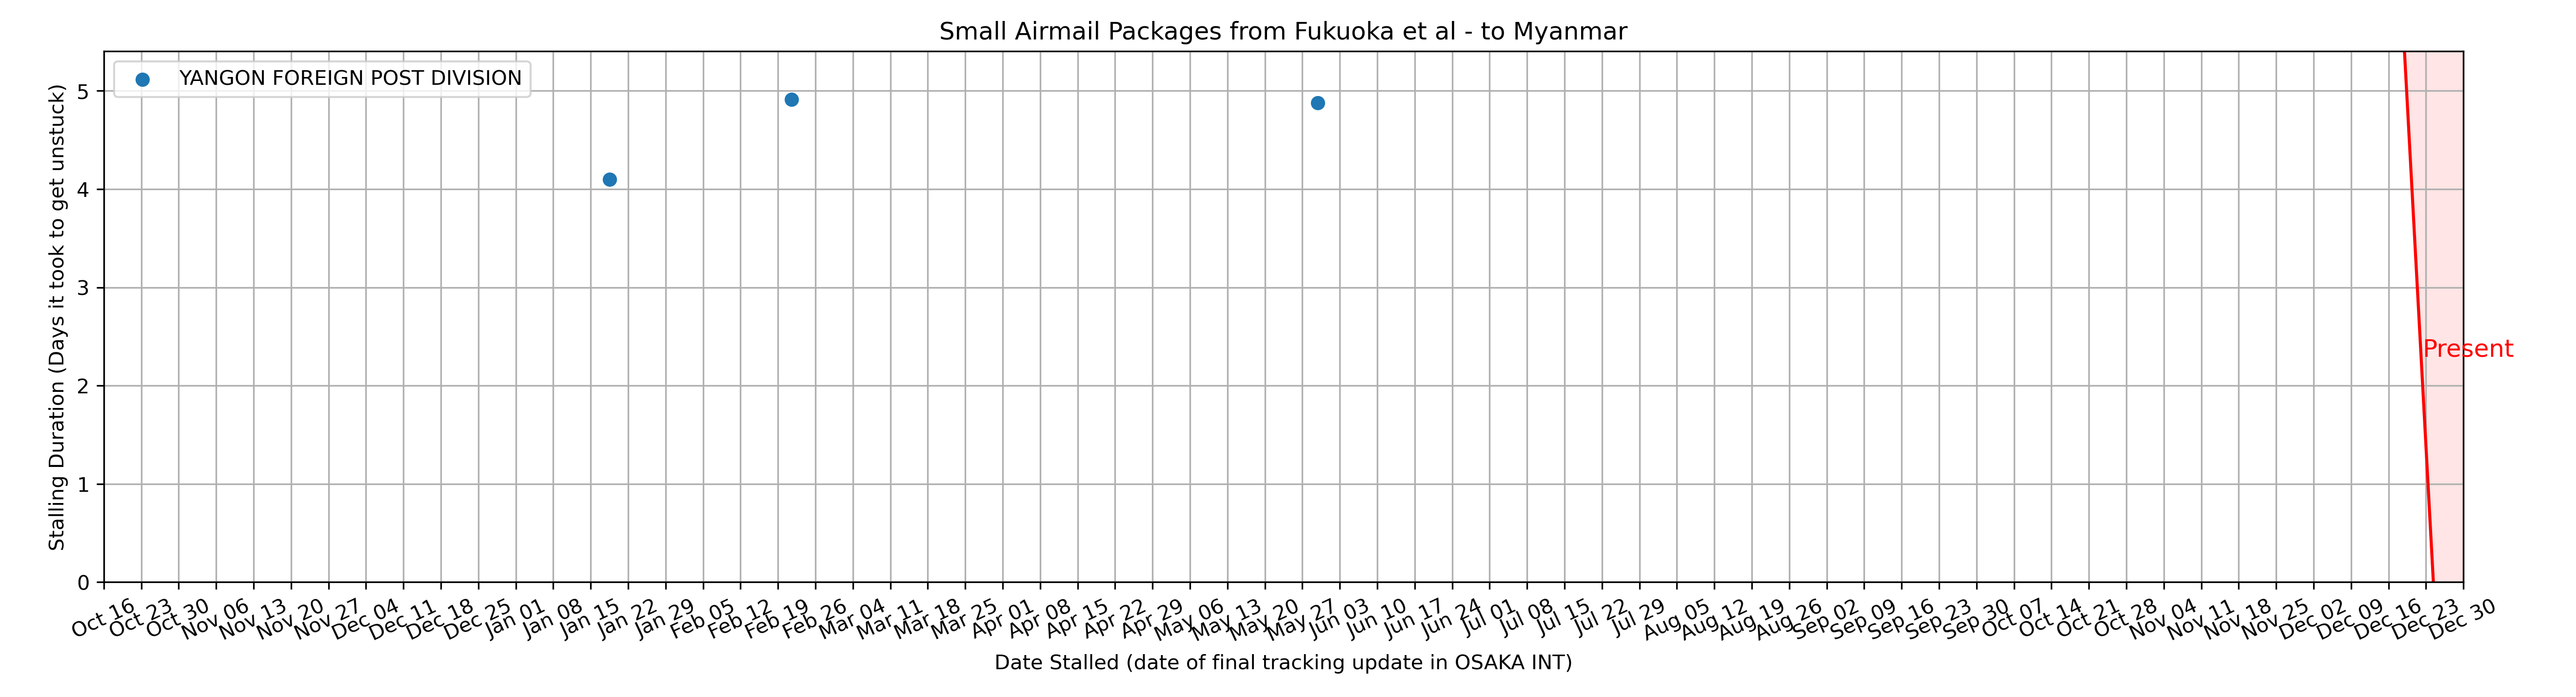 Small Airmail Packages from Fukuoka et al - to Myanmar
YANGON FOREIGN POST DIVISION
Stalling Duration (Days it took to get unstuck)
5
4
3
2
1
0
Present
Oct 16 Oct 23 Oct 30 Nov 06 Nov 13 Nov 20 Nov 27 Dec 04 Dec 11 Dec 18 Dec 25 Jan 01 Jan 08 Jan 15 Jan 22 Jan 29 Feb 05 Feb 12 Feb 19 Feb 26 Mar 04 Mar 11 Mar 18 Mar 25 Apr 01 Apr 08 Apr 15 Apr 22 Apr 29 May 06 May 13 May 20 May 27 Jun 03 Jun 10 Jun 17 Jun 24 Jul 01 Jul 08 Jul 15 Jul 22 Jul 29 Aug 05 Aug 12 Aug 19 Aug 26 Sep 02 Sep 09 Sep 16 Sep 23 Sep 30 Oct 07 Oct 14 Oct 21 Oct 28 Nov 04 Nov 11 Nov 18 Nov 25 Dec 02 Dec 09 Dec 16 Dec 23 Dec 30
Date Stalled (date of final tracking update in OSAKA INT)